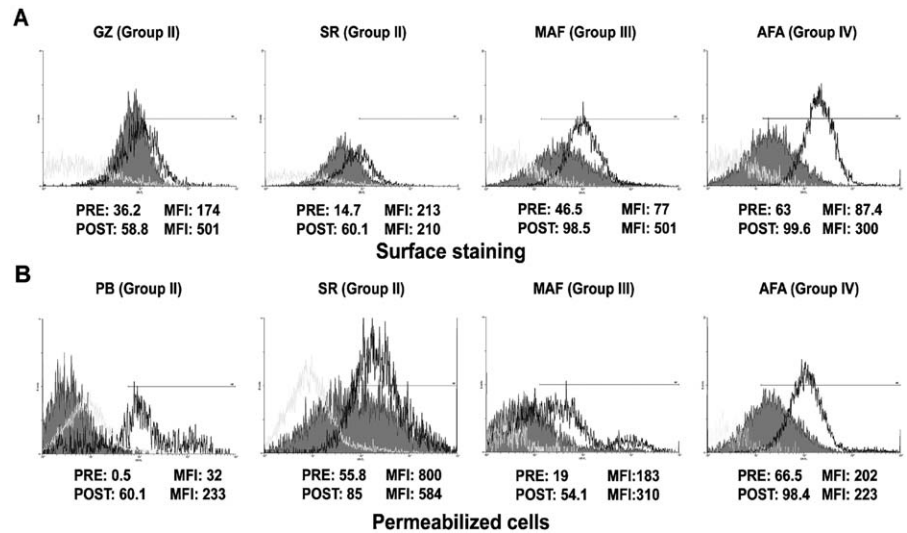 A
GZ (Group II) SR (Group II) MAF (Group III) AFA (Group IV)
PRE: 36.2 MFI: 174 PRE: 14.7 MFI: 213 PRE: 46.5 MFI: 77 PRE: 63 MFI: 87.4
POST: 58.8 MFI: 501 POST: 60.1 MFI: 210 POST: 98.5 MFI: 501 POST: 99.6 MFI: 300
Surface staining
B
PB (Group II) SR (Group II) MAF (Group III) AFA (Group IV)
PRE: 0.5 MFI: 32 PRE: 55.8 MFI: 800 PRE: 19 MFI:183 PRE: 66.5 MFI: 202
POST: 60.1 MFI: 233 POST: 85 MFI: 584 POST: 54.1 MFI:310 POST: 98.4 MFI: 223
Permeabilized cells